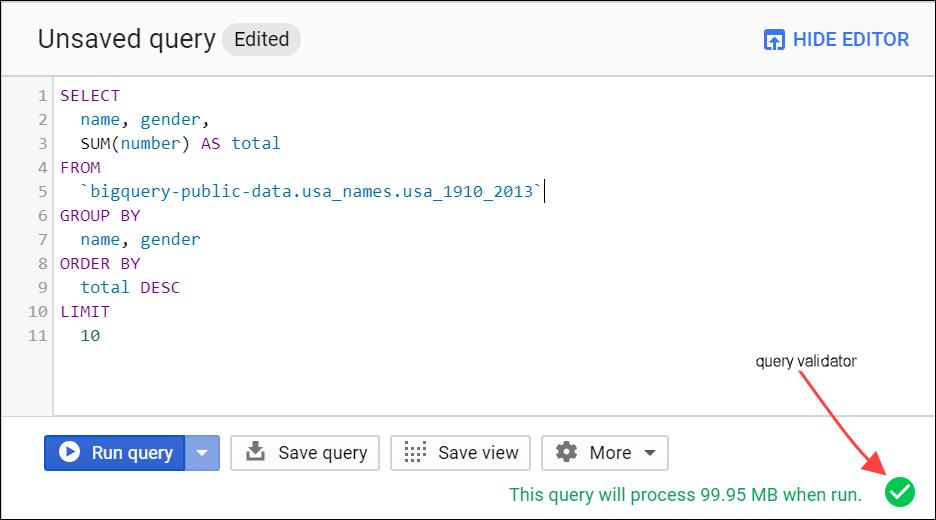 Unsaved query Edited HIDE EDITOR
1 SELECT
2 name, gender,
3 SUM(number) AS total
4 FROM
5 `bigquery-public-data.usa_names.usa_1910_2013`
6 GROUP BY
7 name, gender
8 ORDER BY
9 total DESC
10 LIMIT
11 10
query validator
Run query Save query Save view More
This query will process 99.95 MB when run.